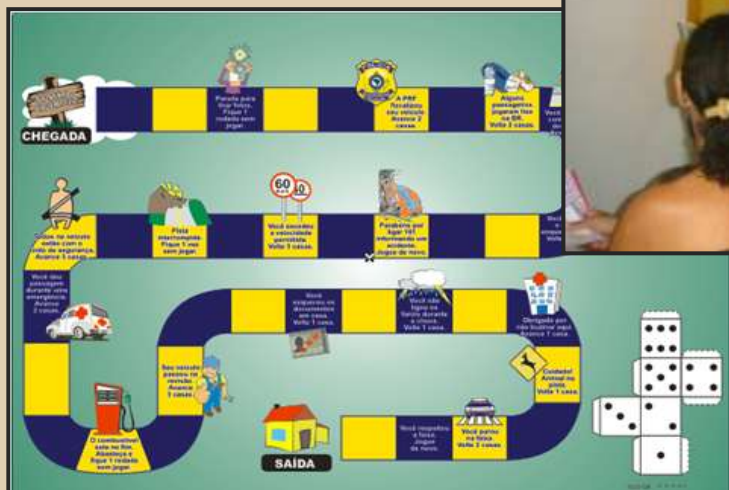 CHEGADA
Parada para
tirar fotos.
Fique 1
rodada sem
jogar.
A PRF
fiscalizou
seu veículo
Avance 2
casas.
Alguns
passageiros
jogaram lixo
na BR.
Volte 2 casas.
Todos no veículo
estão com o
cinto de segurança.
Avance 1 casa.
Pista
interrompida.
Fique 1 vez
sem jogar.
60
Você excedeu
a velocidade
permitida.
Volte 3 casas.
Parabéns por
ligar 191
informando um
acidente.
Jogue de novo.
Você deu
passagem
durante uma
emergência.
Avance
2 casas.
Você esqueceu os
documentos
em casa.
Volte 1 casa.
Você não
ligou os
faróis durante
a chuva.
Volte 1 casa.
Obrigado por
não buzinar aqui
Avance 1 casa.
Seu veículo
passou na
revisão.
Avance
3 casas.
Cuidado!
Animal na
pista.
Volte 1 casa.
O combustível
está no fim.
Abasteça e
fique 1 rodada
sem jogar.
SAÍDA
Você respeitou
a faixa.
Jogue
de novo.
Você parou
na faixa.
Volte 2 casas